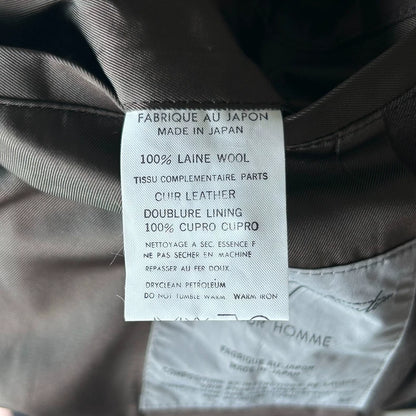 FABRIQUE AU JAPON
MADE IN JAPAN
100% LAINE WOOL
TISSU COMPLEMENTAIRE PARTS
CUIR LEATHER
DOUBLURE LINING
100% CUPRO CUPRO
NETTOYAGE A SEC. ESSENCE F
NE PAS SECHER EN MACHINE
REPASSER AU FER DOUX
DRYCLEAN PETROLEUM
DO NOT TUMBLE WARM WARM IRON
HOMME
FABRIQUE AU JAPON
MADE IN JAPAN